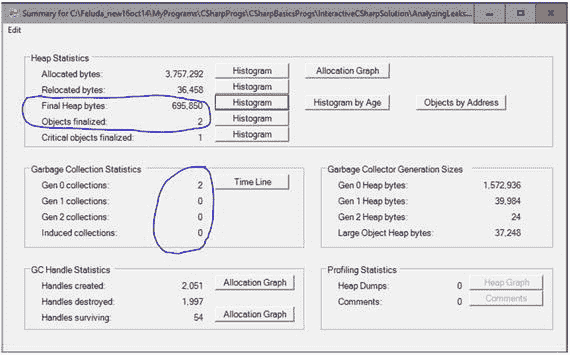 Summary for C:\Feluda_new16oct14\MyPrograms\CSharpProgs\CSharpBasicsProgs\InteractiveCSharpSolution\AnalyzingLeaks...
Edit
Heap Statistics
Allocated bytes: 3,757,292 Histogram Allocation Graph
Relocated bytes: 36,458 Histogram
Final Heap bytes: 695,850 Histogram Histogram by Age Objects by Address
Objects finalized: 2 Histogram
Critical objects finalized: 1 Histogram
Garbage Collection Statistics Garbage Collector Generation Sizes
Gen 0 collections: 2 Time Line Gen 0 Heap bytes: 1,572,936
Gen 1 collections: 0 Gen 1 Heap bytes: 39,984
Gen 2 collections: 0 Gen 2 Heap bytes: 24
Induced collections: 0 Large Object Heap bytes: 37,248
GC Handle Statistics Profiling Statistics
Handles created: 2,051 Allocation Graph Heap Dumps: 0 Heap Graph
Handles destroyed: 1,997 Comments: 0 Comments
Handles surviving: 54 Allocation Graph